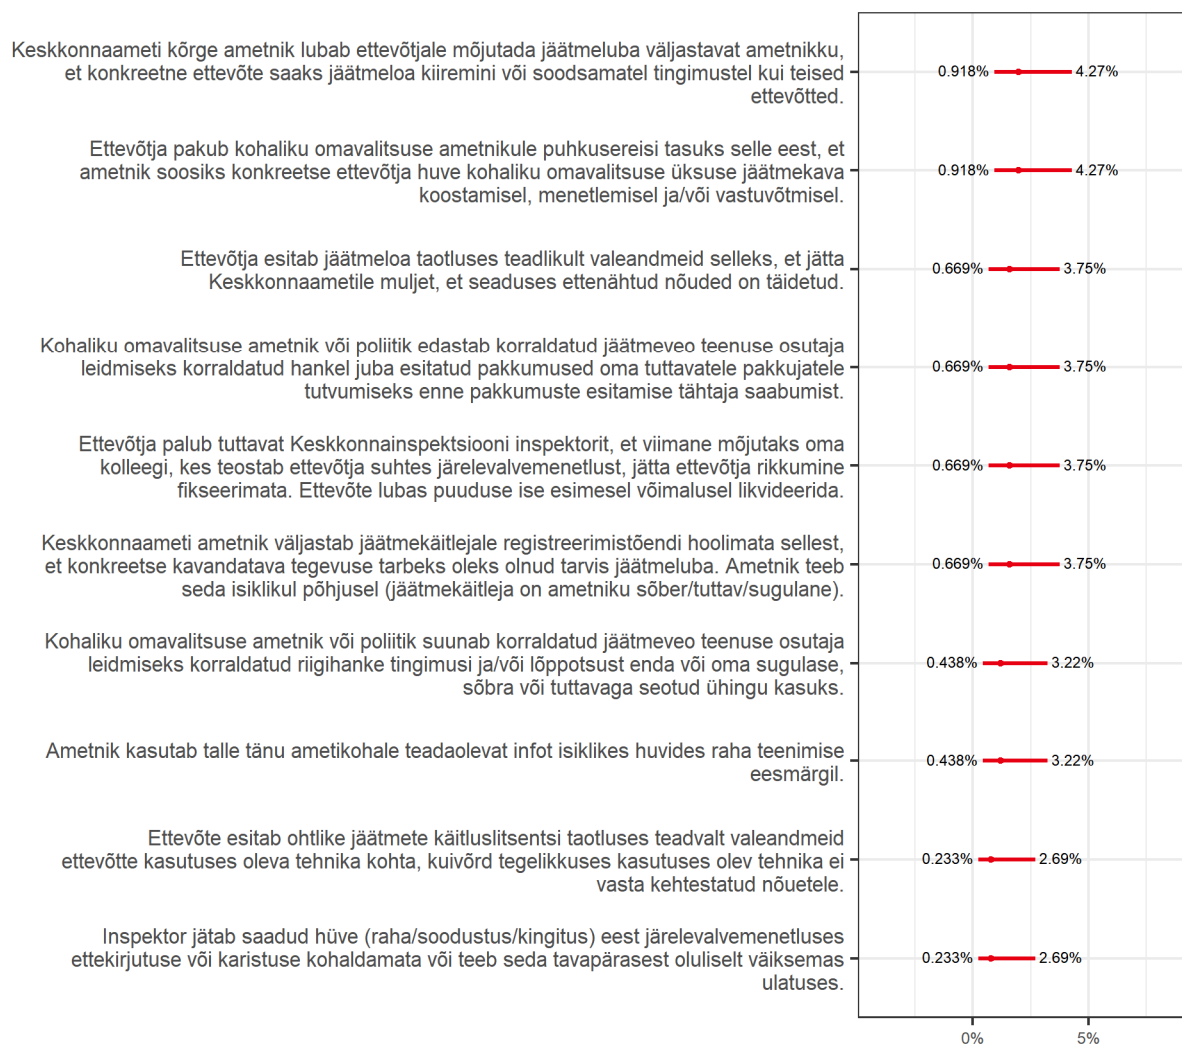 Keskkonnaameti kõrge ametnik lubab ettevõtjale mõjutada jäätmeluba väljastavat ametnikku,
et konkreetne ettevõte saaks jäätmeloa kiiremini või soodsamatel tingimustel kui teised
ettevõtted.
0.918% 4.27%
Ettevõtja pakub kohaliku omavalitsuse ametnikule puhkusereisi tasuks selle eest, et
ametnik soosiks konkreetse ettevõtja huve kohaliku omavalitsuse üksuse jäätmekava
koostamisel, menetlemisel ja/või vastuvõtmisel.
0.918% 4.27%
Ettevõtja esitab jäätmeloa taotluses teadlikult valeandmeid selleks, et jätta
Keskkonnaametile muljet, et seaduses ettenähtud nõuded on täidetud.
0.669% 3.75%
Kohaliku omavalitsuse ametnik või poliitik edastab korraldatud jäätmeveo teenuse osutaja
leidmiseks korraldatud hankel juba esitatud pakkumused oma tuttavatele pakkujatele
tutvumiseks enne pakkumuste esitamise tähtaja saabumist.
0.669% 3.75%
Ettevõtja palub tuttavat Keskkonnainspektsiooni inspektorit, et viimane mõjutaks oma
kolleegi, kes teostab ettevõtja suhtes järelevalvemenetlust, jätta ettevõtja rikkumine
fikseerimata. Ettevõte lubas puuduse ise esimesel võimalusel likvideerida.
0.669% 3.75%
Keskkonnaameti ametnik väljastab jäätmekäitlejale registreerimistõendi hoolimata sellest,
et konkreetse kavandatava tegevuse tarbeks oleks olnud tarvis jäätmeluba. Ametnik teeb
seda isiklikul põhjusel (jäätmekäitleja on ametniku sõber/tuttav/sugulane).
0.669% 3.75%
Kohaliku omavalitsuse ametnik või poliitik suunab korraldatud jäätmeveo teenuse osutaja
leidmiseks korraldatud riigihanke tingimusi ja/või lõppotsust enda või oma sugulase,
sõbra või tuttavaga seotud ühingu kasuks.
0.438% 3.22%
Ametnik kasutab talle tänu ametikohale teadaolevat infot isiklikes huvides raha teenimise
eesmärgil.
0.438% 3.22%
Ettevõte esitab ohtlike jäätmete käitluslitsentsi taotluses teadvalt valeandmeid
ettevõtte kasutuses oleva tehnika kohta, kuivõrd tegelikkuses kasutuses olev tehnika ei
vasta kehtestatud nõuetele.
0.233% 2.69%
Inspektor jätab saadud hüve (raha/soodustus/kingitus) eest järelevalvemenetluses
ettekirjutuse või karistuse kohaldamata või teeb seda tavapärasest oluliselt väiksemas
ulatuses.
0.233% 2.69%
0% 5%